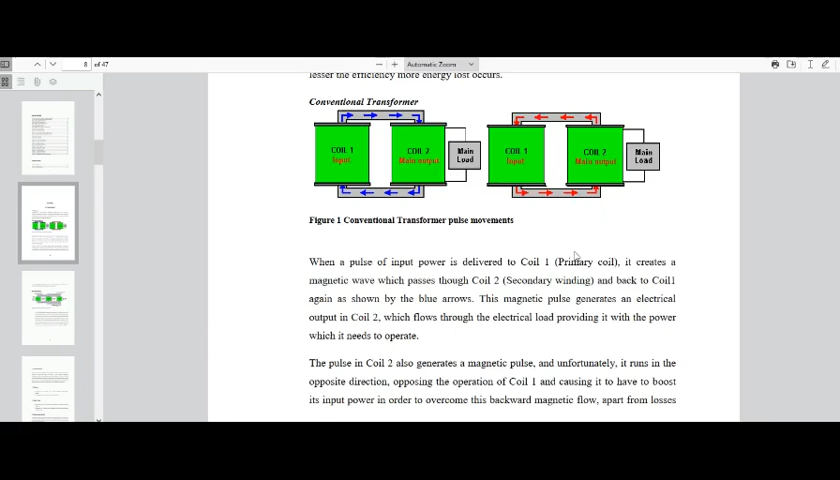 8 of 47
Automatic Zoom
lesser the efficiency more energy lost occurs.
Conventional Transformer
COIL 1 COIL 2 Main COIL 1 COIL 2 Main
Input Main output Load Input Main output Load
Figure 1 Conventional Transformer pulse movements
When a pulse of input power is delivered to Coil 1 (Primary coil), it creates a
magnetic wave which passes though Coil 2 (Secondary winding) and back to Coil1
again as shown by the blue arrows. This magnetic pulse generates an electrical
output in Coil 2, which flows through the electrical load providing it with the power
which it needs to operate.
The pulse in Coil 2 also generates a magnetic pulse, and unfortunately, it runs in the
opposite direction, opposing the operation of Coil 1 and causing it to have to boost
its input power in order to overcome this backward magnetic flow, apart from losses